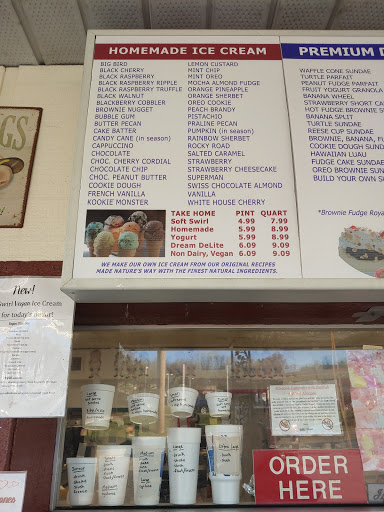 HOMEMADE ICE CREAM
BIG BIRD
BLACK CHERRY
BLACK RASPBERRY
BLACK RASPBERRY RIPPLE
BLACK RASPBERRY TRUFFLE
BLACK WALNUT
BLACKBERRY COBBLER
BROWNIE NUGGET
BUBBLE GUM
BUTTER PECAN
CAKE BATTER
CANDY CANE (in season)
CAPPUCCINO
CHOCOLATE
CHOC. CHERRY CORDIAL
CHOCOLATE CHIP
CHOC. PEANUT BUTTER
COOKIE DOUGH
FRENCH VANILLA
KOOKIE MONSTER
LEMON CUSTARD
MINT CHIP
MINT OREO
MOCHA ALMOND FUDGE
ORANGE PINEAPPLE
ORANGE SHERBET
OREO COOKIE
PEACH BRANDY
PISTACHIO
PRALINE PECAN
PUMPKIN (in season)
RAINBOW SHERBET
ROCKY ROAD
SALTED CARAMEL
STRAWBERRY
STRAWBERRY CHEESECAKE
SUPERMAN
SWISS CHOCOLATE ALMOND
VANILLA
WHITE HOUSE CHERRY
TAKE HOME PINT QUART
Soft Swirl 4.99 7.99
Homemade 5.99 8.99
Yogurt 5.99 8.99
Dream DeLite 6.09 9.09
Non Dairy, Vegan 6.09 9.09
WE MAKE OUR OWN ICE CREAM FROM OUR ORIGINAL RECIPES
MADE NATURE'S WAY WITH THE FINEST NATURAL INGREDIENTS.
PREMIUM
WAFFLE CONE SUNDAE
TURTLE PARFAIT
PEANUT FUDGE PARFAIT
FRUIT YOGURT GRANOLA
BANANA WHEEL
STRAWBERRY SHORT
HOT FUDGE BROWNIE
BANANA SPLIT
TURTLE SUNDAE
REESE CUP SUNDAE
BROWNIE, BANANA,
COOKIE DOUGH
HAWAIIAN LUAU
FUDGE CAKE SUNDAE
OREO BROWNIE
BUILD YOUR OWN
*Brownie Fudge
GS
New!
Swirl Vegan Ice Cream
for today's flavor!
ORDER
HERE